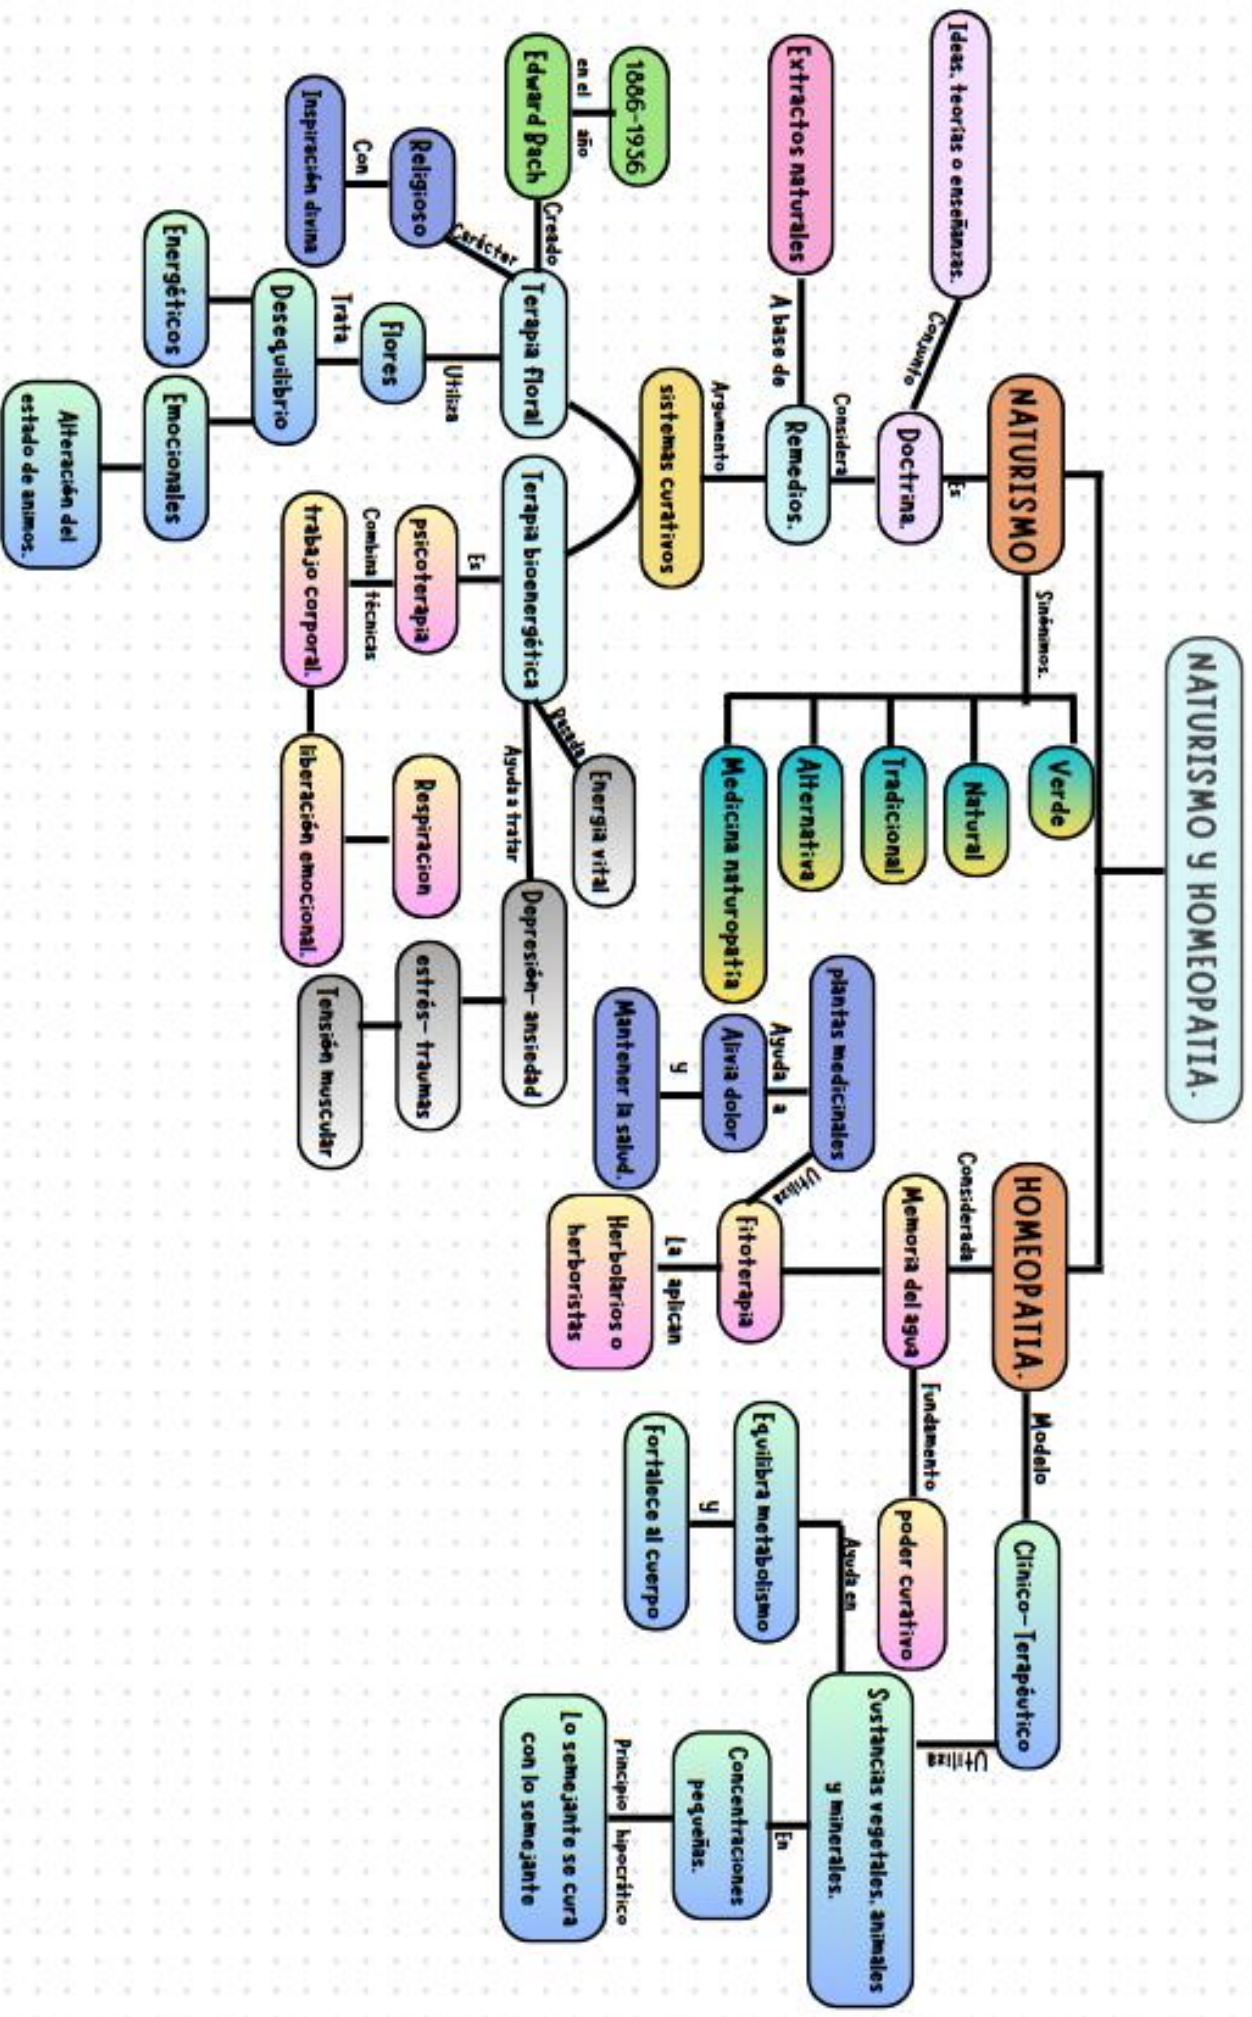 NATURISMO Y HOMEOPATIA.
NATURISMO
Sinónimos.
Verde
Natural
Tradicional
Alternativa
Medicina naturopatía
Es
Doctrina.
Conjunto
Ideas, teorías o enseñanzas.
Considera
Remedios.
A base de
Extractos naturales
Argumento
sistemas curativos
Terapia floral
Creado
Edward Bach
en el año
1886-1936
Carácter
Religioso
Con
Inspiración divina
Utiliza
Flores
Trata
Desequilibrio
Energéticos
Emocionales
Alteración del
estado de animos.
Terapia bioenergética
Es
psicoterapia
Combina técnicas
trabajo corporal.
liberación emocional.
Respiracion
Basada
Energia vital
Ayuda a tratar
Depresión- ansiedad
estrés- traumas
Tensión muscular
HOMEOPATIA.
Considerada
Memoria del agua
Fundamento
poder curativo
Fitoterapia
Utiliza
plantas medicinales
Ayuda a
Alivia dolor
y
Mantener la salud.
La aplican
Herbolarios o
herboristas
Modelo
Clínico-Terapéutico
Utiliza
Sustancias vegetales, animales
y minerales.
Ayuda en
Equilibra metabolismo
y
Fortalece al cuerpo
En
Concentraciones
pequeñas.
Principio hipocrático
Lo semejante se cura
con lo semejante